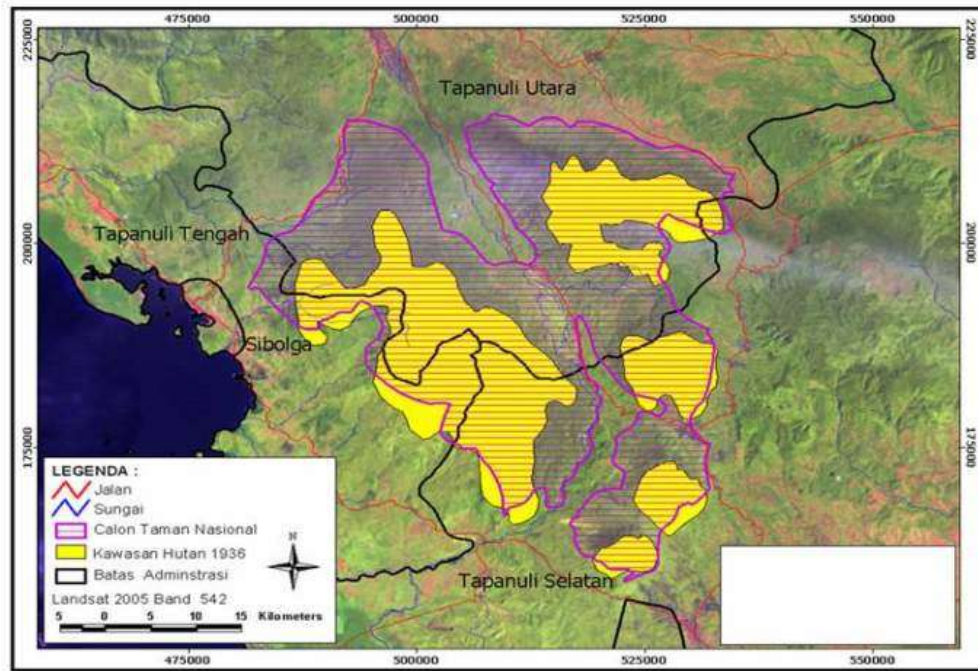 475000 500000 525000 550000
225000
225000
Tapanuli Utara
Tapanuli Tengah
200000
200000
Sibolga
175000
175000
LEGENDA :
Jalan
Sungai
Calon Taman Nasional
Kawasan Hutan 1936
Batas Adminstrasi
Landsat 2005 Band 542
5 0 5 10 15 Kilometers
N
Tapanuli Selatan
475000 500000 525000 550000